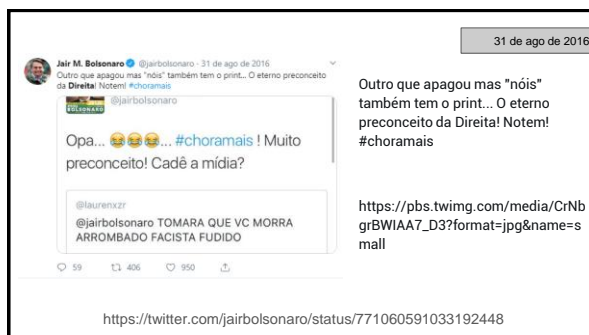 31 de ago de 2016
Jair M. Bolsonaro @jairbolsonaro · 31 de ago de 2016
Outro que apagou mas "nóis" também tem o print... O eterno preconceito
da Direita! Notem! #choramais
BOLSONARO @jairbolsonaro
Opa... 😂😂😂... #choramais ! Muito
preconceito! Cadê a mídia?
@laurenxzr
@jairbolsonaro TOMARA QUE VC MORRA
ARROMBADO FACISTA FUDIDO
59 406 950
Outro que apagou mas "nóis"
também tem o print... O eterno
preconceito da Direita! Notem!
#choramais
https://pbs.twimg.com/media/CrNb
grBWIAA7_D3?format=jpg&name=s
mall
https://twitter.com/jairbolsonaro/status/771060591033192448